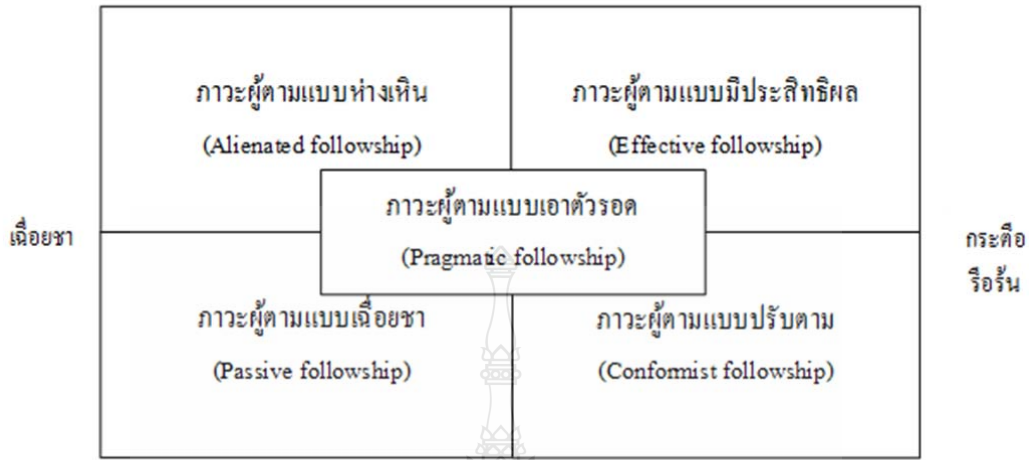 ภาวะผู้ตามแบบห่างเหิน
(Alienated followship)
ภาวะผู้ตามแบบมีประสิทธิผล
(Effective followship)
ภาวะผู้ตามแบบเอาตัวรอด
(Pragmatic followship)
เฉื่อยชา
กระตือ
รือร้น
ภาวะผู้ตามแบบเฉื่อยชา
(Passive followship)
ภาวะผู้ตามแบบปรับตาม
(Conformist followship)